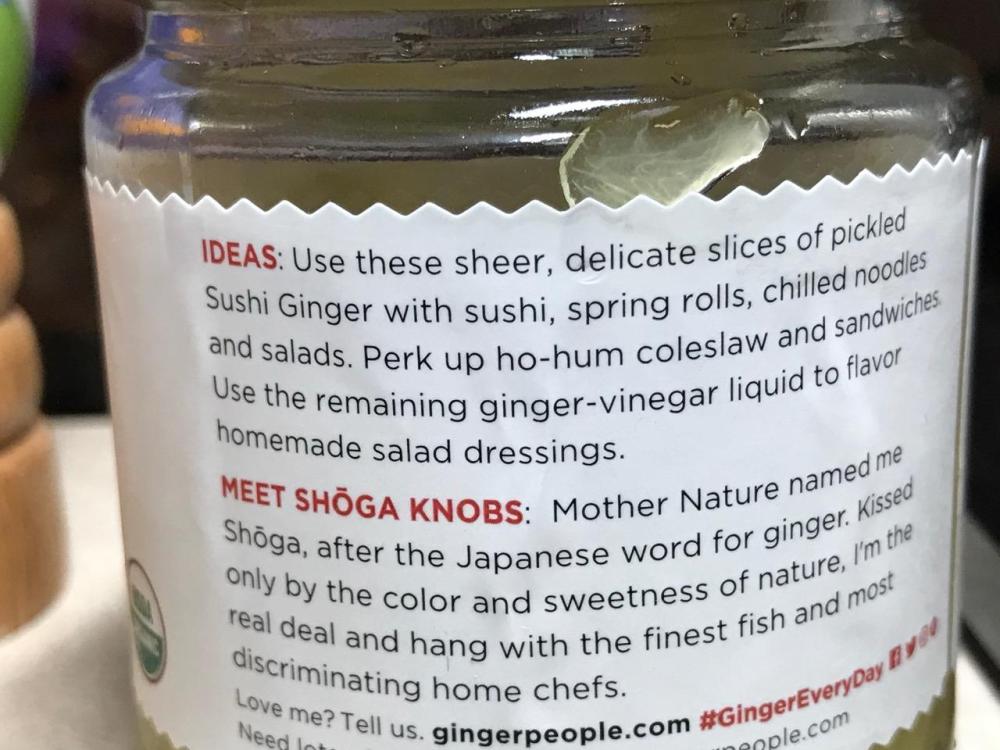 IDEAS: Use these sheer, delicate slices of pickled
Sushi Ginger with sushi, spring rolls, chilled noodles
and salads. Perk up ho-hum coleslaw and sandwiches.
Use the remaining ginger-vinegar liquid to flavor
homemade salad dressings.
MEET SHŌGA KNOBS: Mother Nature named me
Shōga, after the Japanese word for ginger. Kissed
only by the color and sweetness of nature, I'm the
real deal and hang with the finest fish and most
discriminating home chefs.
Love me? Tell us. gingerpeople.com #GingerEveryDay
Need
USDA
ORGANIC